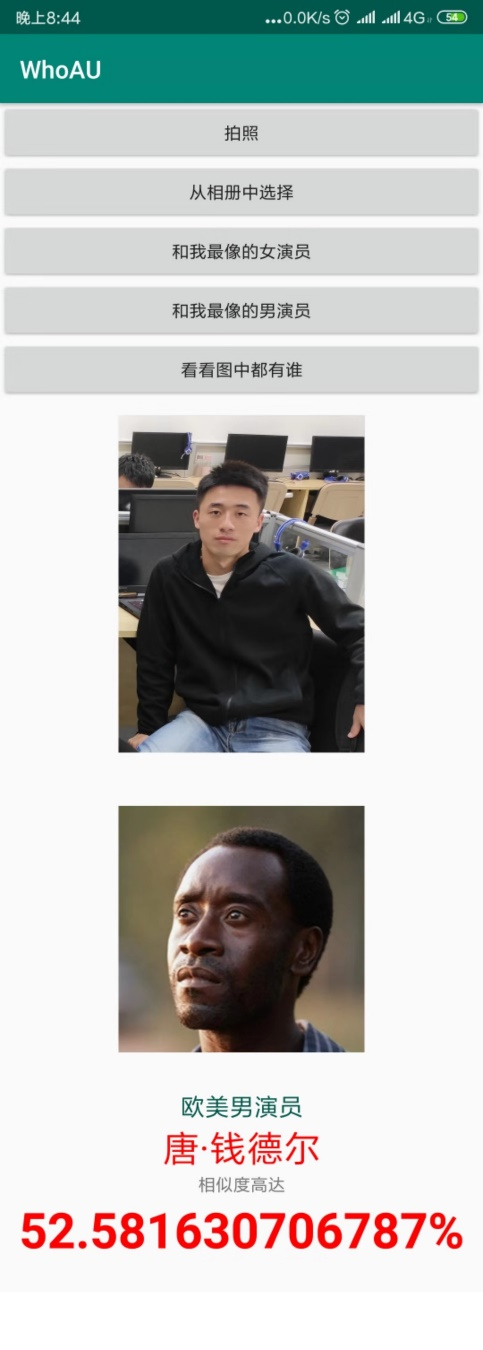 晚上8:44
...0.0K/s 4G 54
WhoAU
拍照
从相册中选择
和我最像的女演员
和我最像的男演员
看看图中都有谁
欧美男演员
唐·钱德尔
相似度高达
52.581630706787%